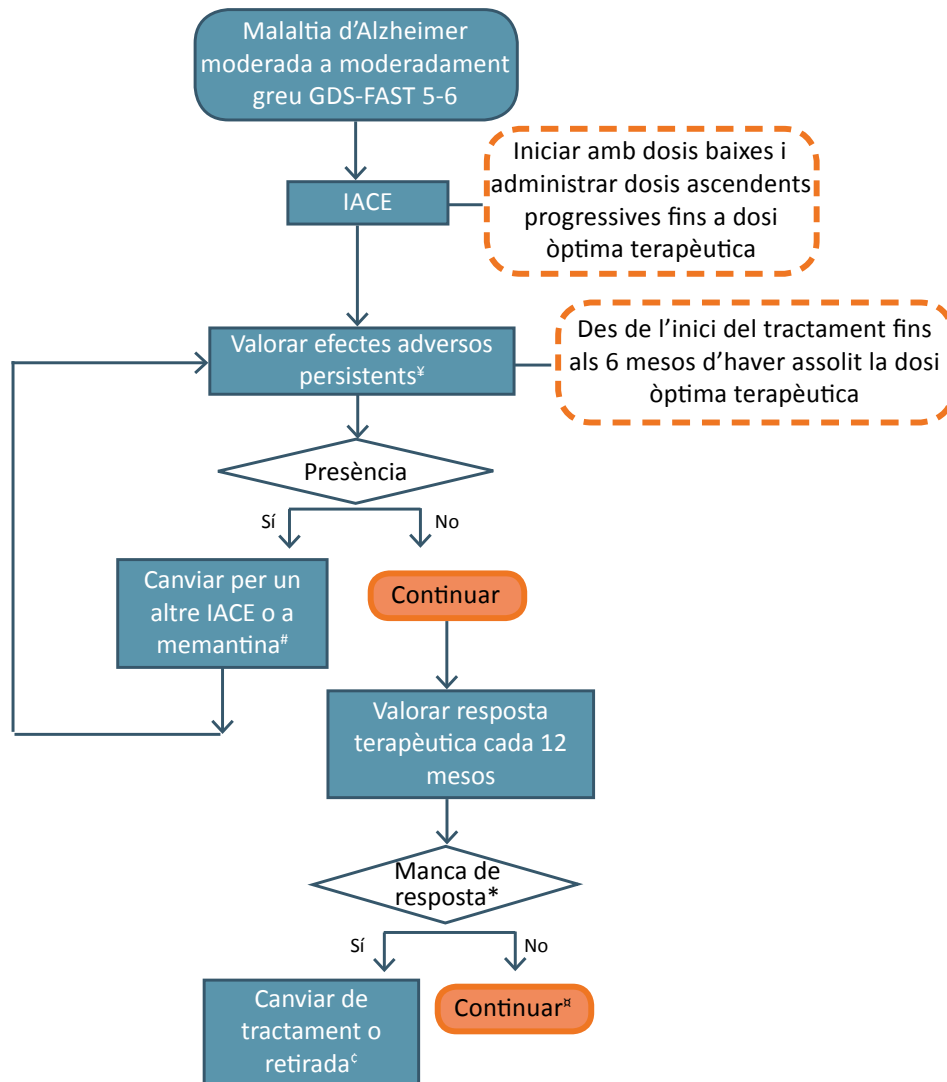 Malaltia d’Alzheimer
moderada a moderadament
greu GDS-FAST 5-6
Iniciar amb dosis baixes i
administrar dosis ascendents
progressives fins a dosi
òptima terapèutica
IACE
Des de l’inici del tractament fins
als 6 mesos d’haver assolit la dosi
òptima terapèutica
Valorar efectes adversos
persistents¥
Presència
Sí
No
Canviar per un
altre IACE o a
memantina#
Continuar
Valorar resposta
terapèutica cada 12
mesos
Manca de
resposta*
Sí
No
Canviar de
tractament o
retirada¢
Continuar¤